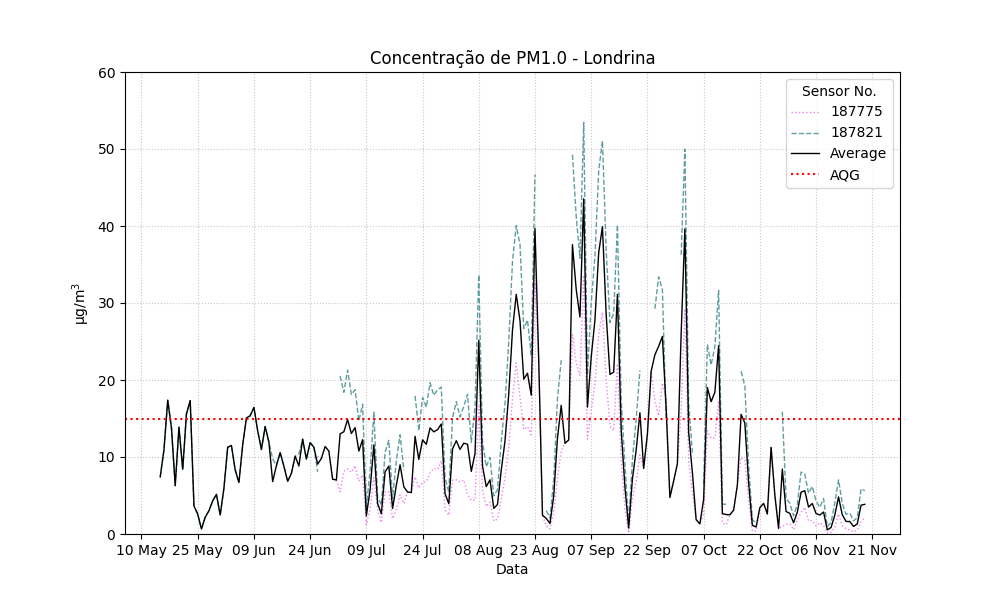 Concentração de PM1.0 - Londrina
60
50
40
30
20
10
0
µg/m³
Sensor No.
187775
187821
Average
AQG
10 May 25 May 09 Jun 24 Jun 09 Jul 24 Jul 08 Aug 23 Aug 07 Sep 22 Sep 07 Oct 22 Oct 06 Nov 21 Nov
Data